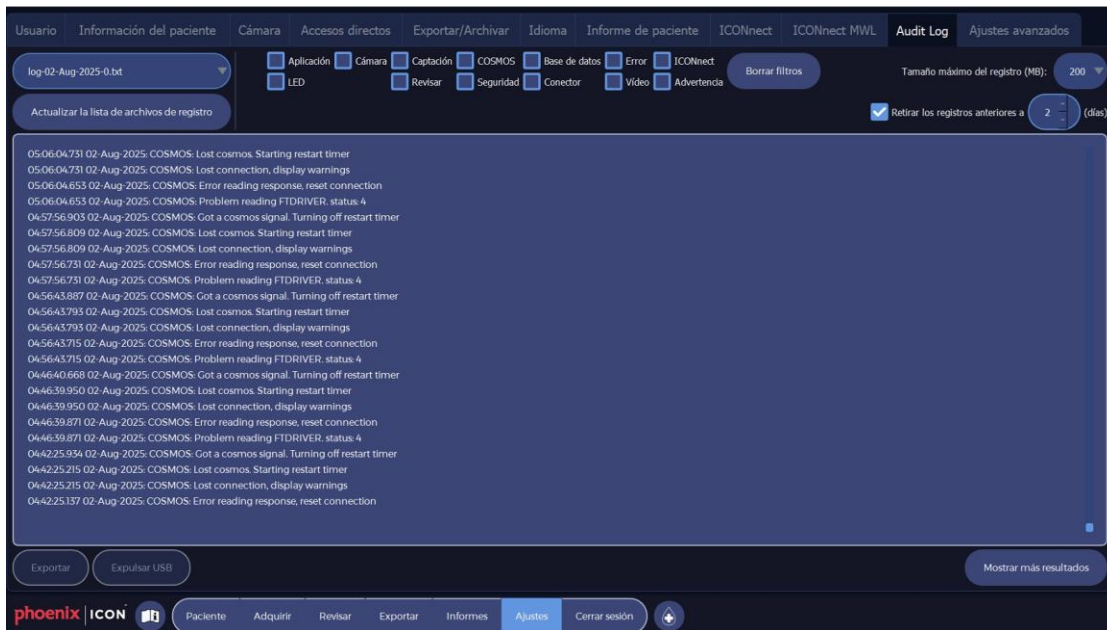 Usuario Información del paciente Cámara Accesos directos Exportar/Archivar Idioma Informe de paciente ICONnect ICONnect MWL Audit Log Ajustes avanzados
log-02-Aug-2025-0.txt
Aplicación Cámara Captación COSMOS Base de datos Error ICONnect
LED Revisar Seguridad Conector Vídeo Advertencia
Borrar filtros
Tamaño máximo del registro (MB): 200
Actualizar la lista de archivos de registro
Retirar los registros anteriores a 2 (días)
05:06:04.731 02-Aug-2025: COSMOS: Lost cosmos. Starting restart timer
05:06:04.731 02-Aug-2025: COSMOS: Lost connection, display warnings
05:06:04.653 02-Aug-2025: COSMOS: Error reading response, reset connection
05:06:04.653 02-Aug-2025: COSMOS: Problem reading FTDRIVER. status: 4
04:57:56.903 02-Aug-2025: COSMOS: Got a cosmos signal. Turning off restart timer
04:57:56.809 02-Aug-2025: COSMOS: Lost cosmos. Starting restart timer
04:57:56.809 02-Aug-2025: COSMOS: Lost connection, display warnings
04:57:56.731 02-Aug-2025: COSMOS: Error reading response, reset connection
04:57:56.731 02-Aug-2025: COSMOS: Problem reading FTDRIVER. status: 4
04:56:43.887 02-Aug-2025: COSMOS: Got a cosmos signal. Turning off restart timer
04:56:43.793 02-Aug-2025: COSMOS: Lost cosmos. Starting restart timer
04:56:43.793 02-Aug-2025: COSMOS: Lost connection, display warnings
04:56:43.715 02-Aug-2025: COSMOS: Error reading response, reset connection
04:56:43.715 02-Aug-2025: COSMOS: Problem reading FTDRIVER. status: 4
04:46:40.668 02-Aug-2025: COSMOS: Got a cosmos signal. Turning off restart timer
04:46:39.950 02-Aug-2025: COSMOS: Lost cosmos. Starting restart timer
04:46:39.950 02-Aug-2025: COSMOS: Lost connection, display warnings
04:46:39.871 02-Aug-2025: COSMOS: Error reading response, reset connection
04:46:39.871 02-Aug-2025: COSMOS: Problem reading FTDRIVER. status: 4
04:42:25.934 02-Aug-2025: COSMOS: Got a cosmos signal. Turning off restart timer
04:42:25.215 02-Aug-2025: COSMOS: Lost cosmos. Starting restart timer
04:42:25.215 02-Aug-2025: COSMOS: Lost connection, display warnings
04:42:25.137 02-Aug-2025: COSMOS: Error reading response, reset connection
Exportar Expulsar USB Mostrar más resultados
phoenix ICON Paciente Adquirir Revisar Exportar Informes Ajustes Cerrar sesión